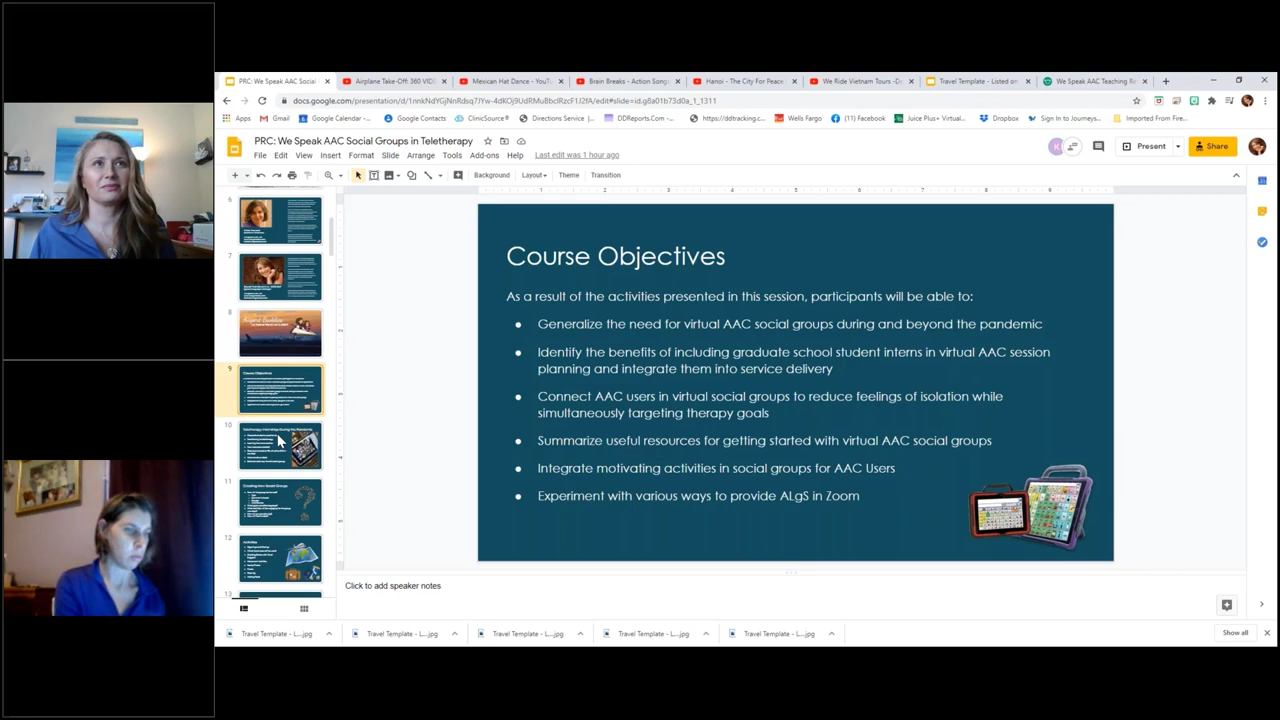 PRC: We Speak AAC Social
Airplane Take-Off: 360 VID
Mexican Hat Dance - YouTu
Brain Breaks - Action Song
Hanoi - The City For Peace
We Ride Vietnam Tours -De
Travel Template - Listed on
We Speak AAC Teaching Re
Apps
Gmail
Google Calendar -
Google Contacts
ClinicSource®
Directions Service |...
DDReports.Com -...
https://ddtracking.c...
Wells Fargo
(11) Facebook
Juice Plus+ Virtual...
Dropbox
Sign In to Journeys...
Imported From Fire...
PRC: We Speak AAC Social Groups in Teletherapy
Present
Share
File Edit View Insert Format Slide Arrange Tools Add-ons Help Last edit was 1 hour ago
Background Layout Theme Transition
6
7
8
9
10
11
12
13
Course Objectives
As a result of the activities presented in this session, participants will be able to:
● Generalize the need for virtual AAC social groups during and beyond the pandemic
● Identify the benefits of including graduate school student interns in virtual AAC session
planning and integrate them into service delivery
● Connect AAC users in virtual social groups to reduce feelings of isolation while
simultaneously targeting therapy goals
● Summarize useful resources for getting started with virtual AAC social groups
● Integrate motivating activities in social groups for AAC Users
● Experiment with various ways to provide ALgS in Zoom
Click to add speaker notes
Travel Template - L....jpg
Travel Template - L....jpg
Travel Template - L....jpg
Travel Template - L....jpg
Travel Template - L....jpg
Show all